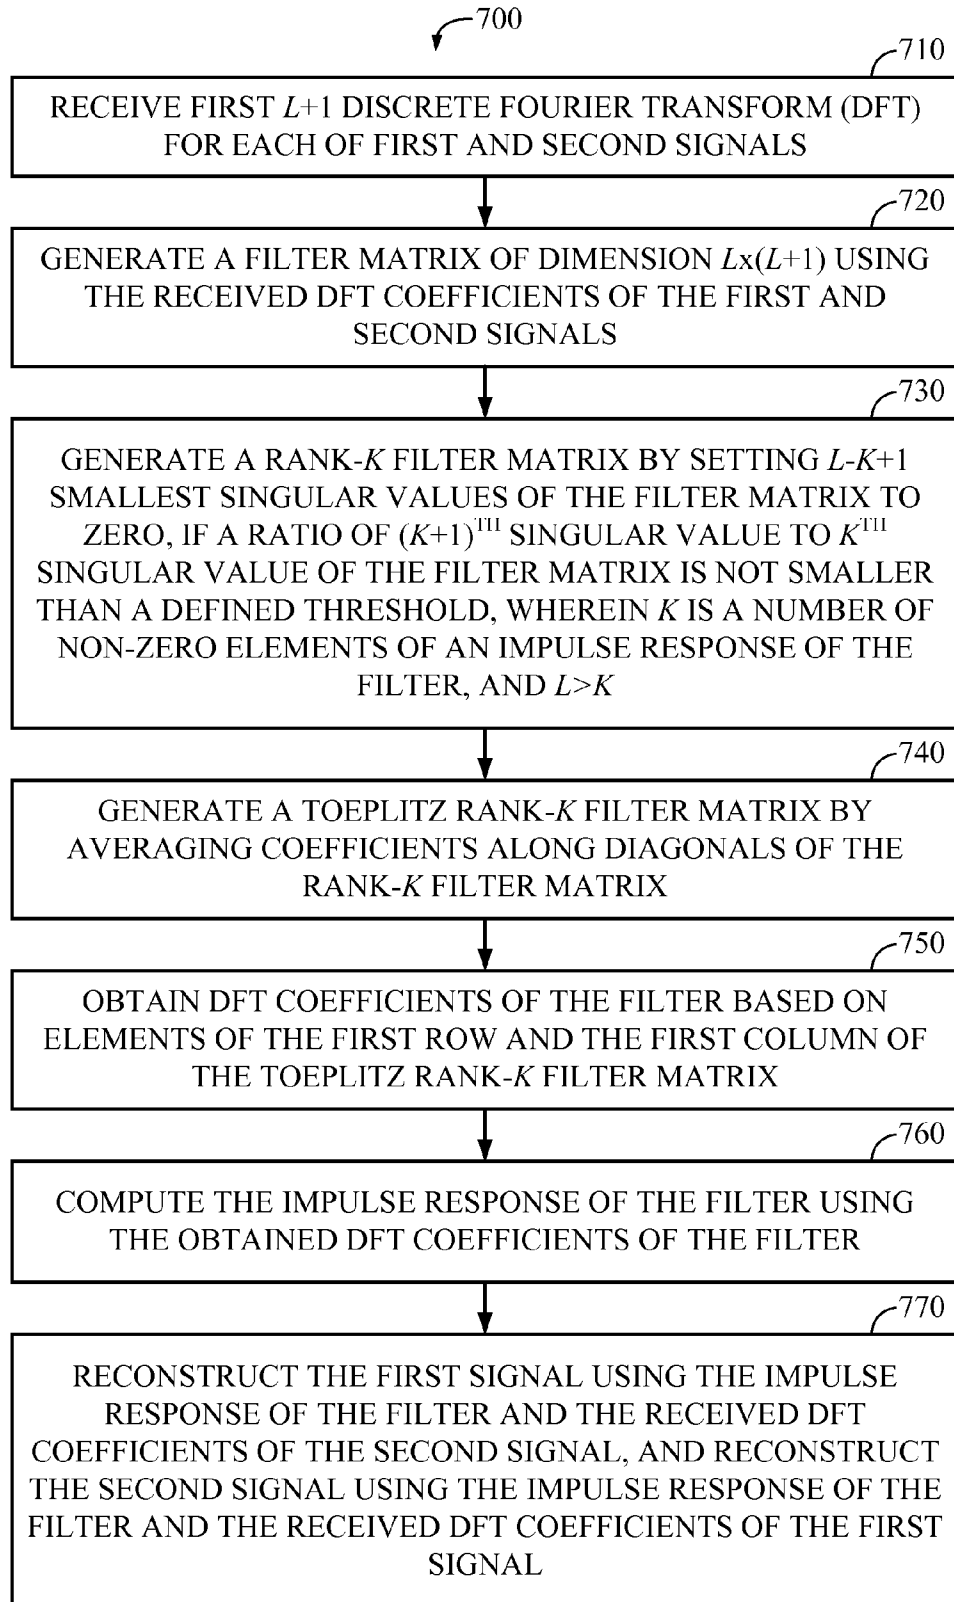 700
710
RECEIVE FIRST L+1 DISCRETE FOURIER TRANSFORM (DFT)
FOR EACH OF FIRST AND SECOND SIGNALS
720
GENERATE A FILTER MATRIX OF DIMENSION Lx(L+1) USING
THE RECEIVED DFT COEFFICIENTS OF THE FIRST AND
SECOND SIGNALS
730
GENERATE A RANK-K FILTER MATRIX BY SETTING L-K+1
SMALLEST SINGULAR VALUES OF THE FILTER MATRIX TO
ZERO, IF A RATIO OF (K+1)TH SINGULAR VALUE TO KTH
SINGULAR VALUE OF THE FILTER MATRIX IS NOT SMALLER
THAN A DEFINED THRESHOLD, WHEREIN K IS A NUMBER OF
NON-ZERO ELEMENTS OF AN IMPULSE RESPONSE OF THE
FILTER, AND L>K
740
GENERATE A TOEPLITZ RANK-K FILTER MATRIX BY
AVERAGING COEFFICIENTS ALONG DIAGONALS OF THE
RANK-K FILTER MATRIX
750
OBTAIN DFT COEFFICIENTS OF THE FILTER BASED ON
ELEMENTS OF THE FIRST ROW AND THE FIRST COLUMN OF
THE TOEPLITZ RANK-K FILTER MATRIX
760
COMPUTE THE IMPULSE RESPONSE OF THE FILTER USING
THE OBTAINED DFT COEFFICIENTS OF THE FILTER
770
RECONSTRUCT THE FIRST SIGNAL USING THE IMPULSE
RESPONSE OF THE FILTER AND THE RECEIVED DFT
COEFFICIENTS OF THE SECOND SIGNAL, AND RECONSTRUCT
THE SECOND SIGNAL USING THE IMPULSE RESPONSE OF THE
FILTER AND THE RECEIVED DFT COEFFICIENTS OF THE FIRST
SIGNAL